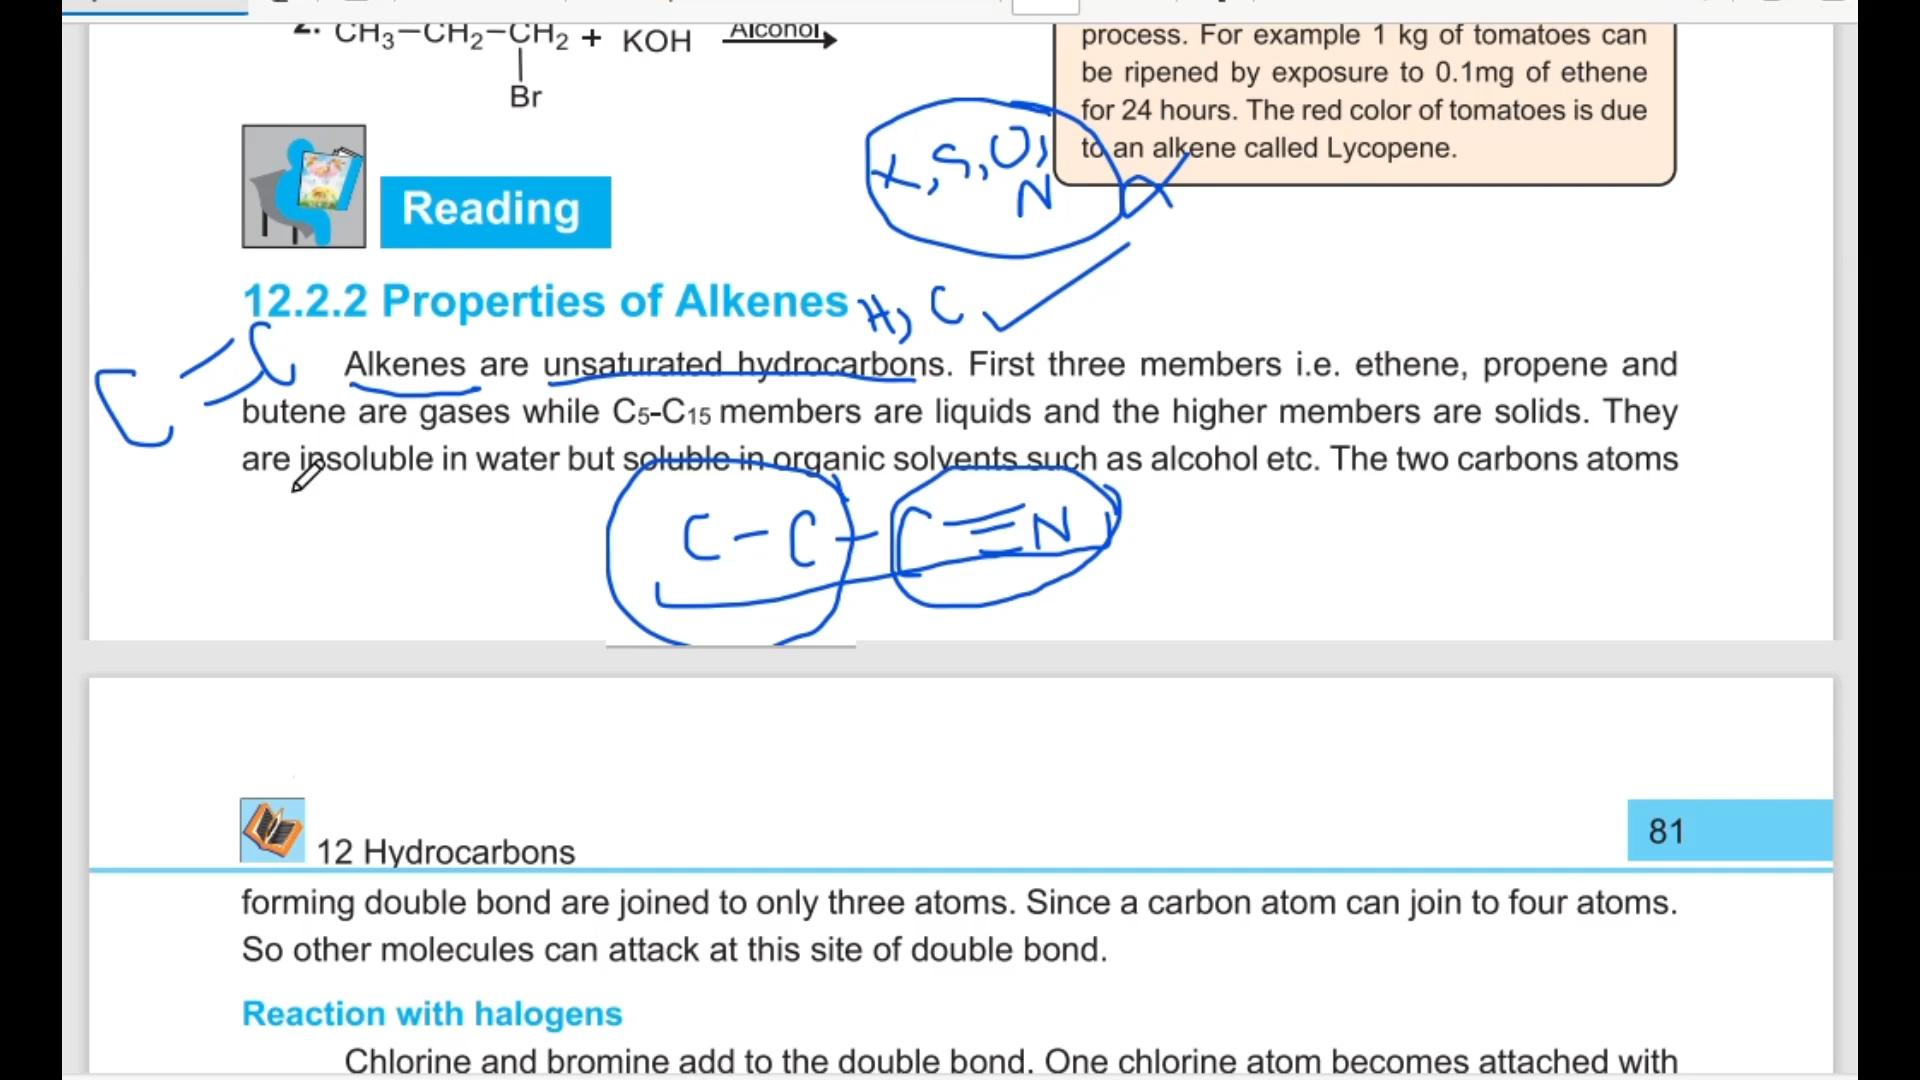 2. CH3–CH2–CH2 + KOH Alcohol
Br
process. For example 1 kg of tomatoes can
be ripened by exposure to 0.1mg of ethene
for 24 hours. The red color of tomatoes is due
to an alkene called Lycopene.
X, S, O,
N
Reading
12.2.2 Properties of Alkenes
H, C
C=C
Alkenes are unsaturated hydrocarbons. First three members i.e. ethene, propene and
butene are gases while C5-C15 members are liquids and the higher members are solids. They
are insoluble in water but soluble in organic solvents such as alcohol etc. The two carbons atoms
C-C-C≡N
12 Hydrocarbons
81
forming double bond are joined to only three atoms. Since a carbon atom can join to four atoms.
So other molecules can attack at this site of double bond.
Reaction with halogens
Chlorine and bromine add to the double bond. One chlorine atom becomes attached with